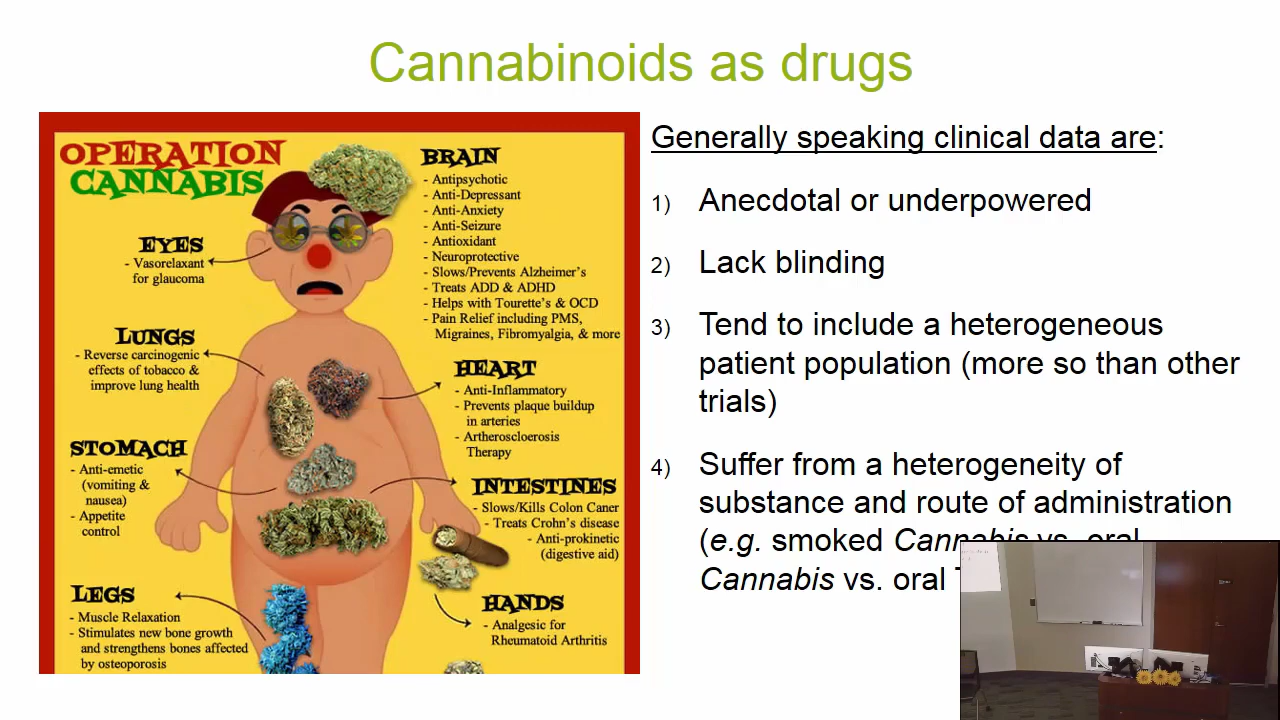 Cannabinoids as drugs
OPERATION
CANNABIS
BRAIN
- Antipsychotic
- Anti-Depressant
- Anti-Anxiety
- Anti-Seizure
- Antioxidant
- Neuroprotective
- Slows/Prevents Alzheimer's
- Treats ADD & ADHD
- Helps with Tourette's & OCD
- Pain Relief including PMS,
Migraines, Fibromyalgia, & more
EYES
- Vasorelaxant
for glaucoma
LUNGS
- Reverse carcinogenic
effects of tobacco &
improve lung health
HEART
- Anti-Inflammatory
- Prevents plaque buildup
in arteries
- Artheroscloerosis
Therapy
STOMACH
- Anti-emetic
(vomiting &
nausea)
- Appetite
control
INTESTINES
- Slows/Kills Colon Caner
- Treats Crohn's disease
- Anti-prokinetic
(digestive aid)
LEGS
- Muscle Relaxation
- Stimulates new bone growth
and strengthens bones affected
by osteoporosis
HANDS
- Analgesic for
Rheumatoid Arthritis
Generally speaking clinical data are:
1) Anecdotal or underpowered
2) Lack blinding
3) Tend to include a heterogeneous
patient population (more so than other
trials)
4) Suffer from a heterogeneity of
substance and route of administration
(e.g. smoked Cannabis vs. oral
Cannabis vs. oral